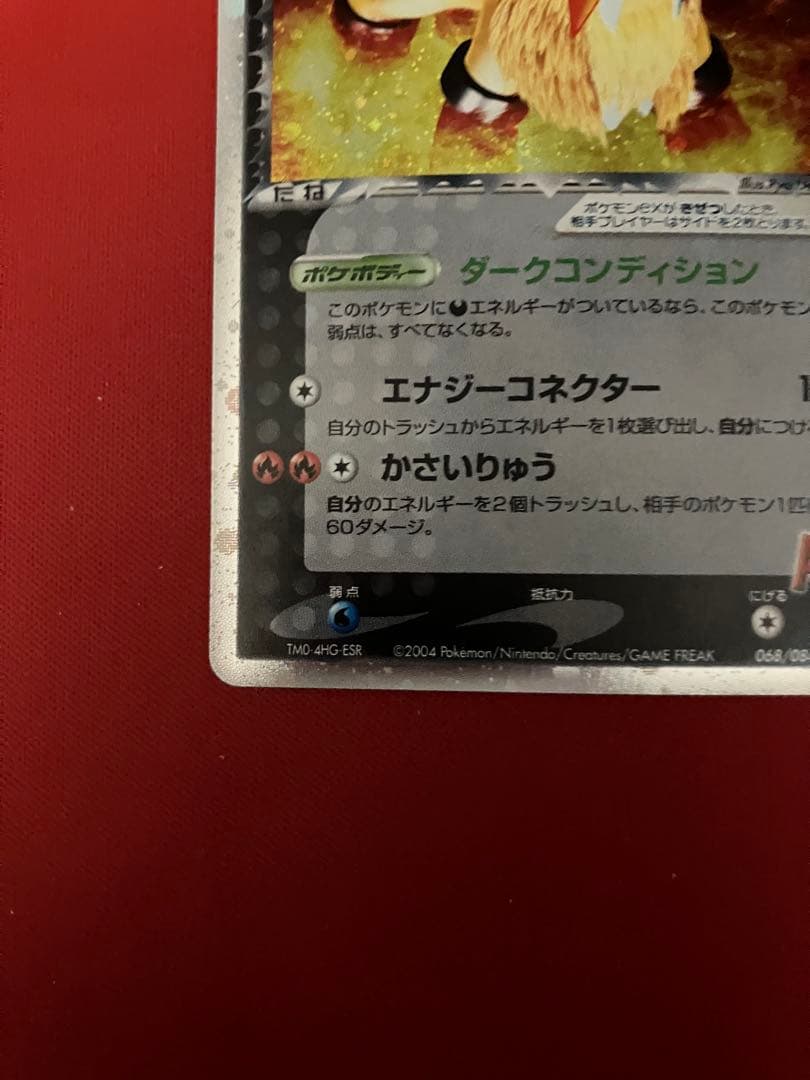 たね
Illus.Ryo
ポケモンexが きぜつしたとき、
相手プレイヤーはサイドを2枚とります。
ポケボディー ダークコンディション
このポケモンにエネルギーがついているなら、このポケモン
弱点は、すべてなくなる。
エナジーコネクター 1
自分のトラッシュからエネルギーを1枚選び出し、自分につけ
かさいりゅう
自分のエネルギーを2個トラッシュし、相手のポケモン1匹
60ダメージ。
弱点 抵抗力 にげる
TM0-4HG-ESR ©2004 Pokémon/Nintendo/Creatures/GAME FREAK 068/08